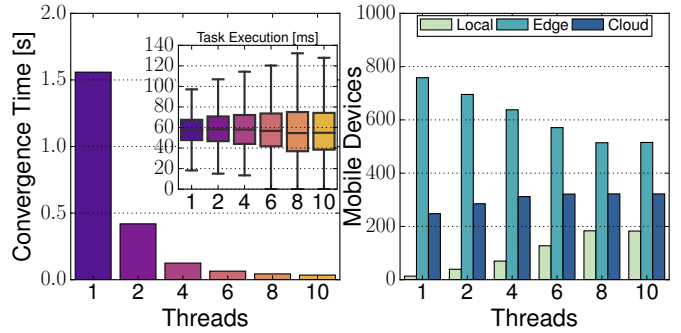 Convergence Time [s]
2.0
1.5
1.0
0.5
0.0
1 2 4 6 8 10
Threads
Task Execution [ms]
140
120
100
80
60
40
20
0
1 2 4 6 8 10
Local Edge Cloud
Mobile Devices
1000
800
600
400
200
0
1 2 4 6 8 10
Threads